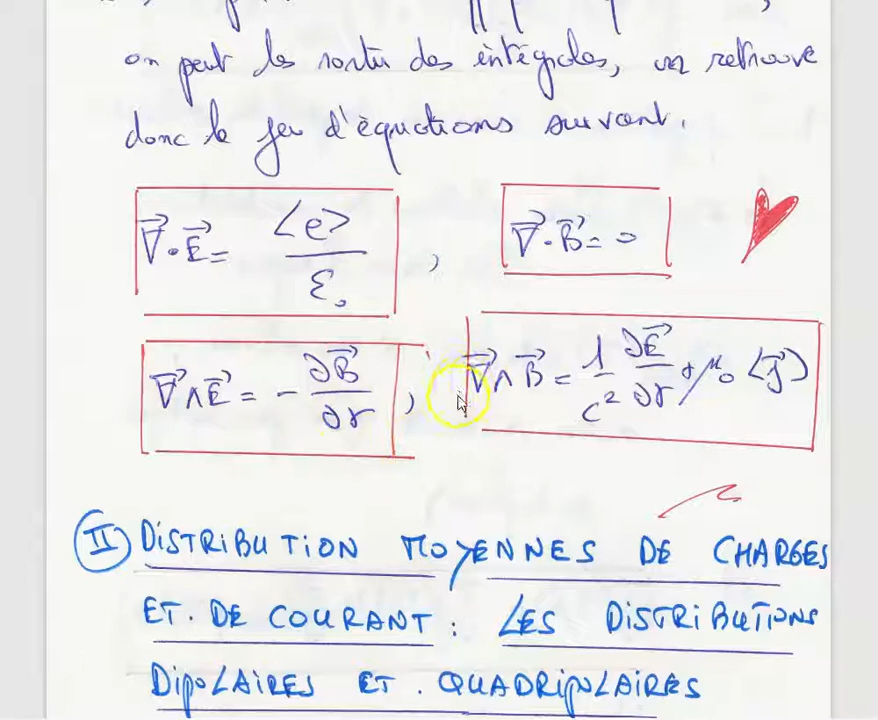 on peut les sortir des intégrales, on retrouve
donc le jeu d'équations suivant.
∇⃗·E⃗ = <e>/ε₀ , ∇⃗·B⃗ = 0
∇⃗∧E⃗ = -∂B⃗/∂t , ∇⃗∧B⃗ = 1/c² ∂E⃗/∂t + μ₀ <J⃗>
II DISTRIBUTION MOYENNES DE CHARGES
ET DE COURANT : LES DISTRIBUTIONS
DIPOLAIRES ET QUADRIPOLAIRES